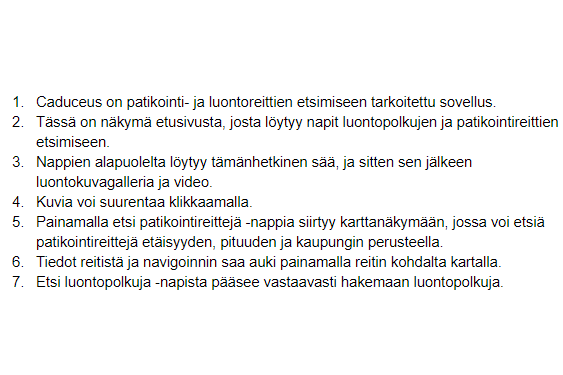 1. Caduceus on patikointi- ja luontoreittien etsimiseen tarkoitettu sovellus.
2. Tässä on näkymä etusivusta, josta löytyy napit luontopolkujen ja patikointireittien
etsimiseen.
3. Nappien alapuolelta löytyy tämänhetkinen sää, ja sitten sen jälkeen
luontokuvagalleria ja video.
4. Kuvia voi suurentaa klikkaamalla.
5. Painamalla etsi patikointireittejä -nappia siirtyy karttanäkymään, jossa voi etsiä
patikointireittejä etäisyyden, pituuden ja kaupungin perusteella.
6. Tiedot reitistä ja navigoinnin saa auki painamalla reitin kohdalta kartalla.
7. Etsi luontopolkuja -napista pääsee vastaavasti hakemaan luontopolkuja.